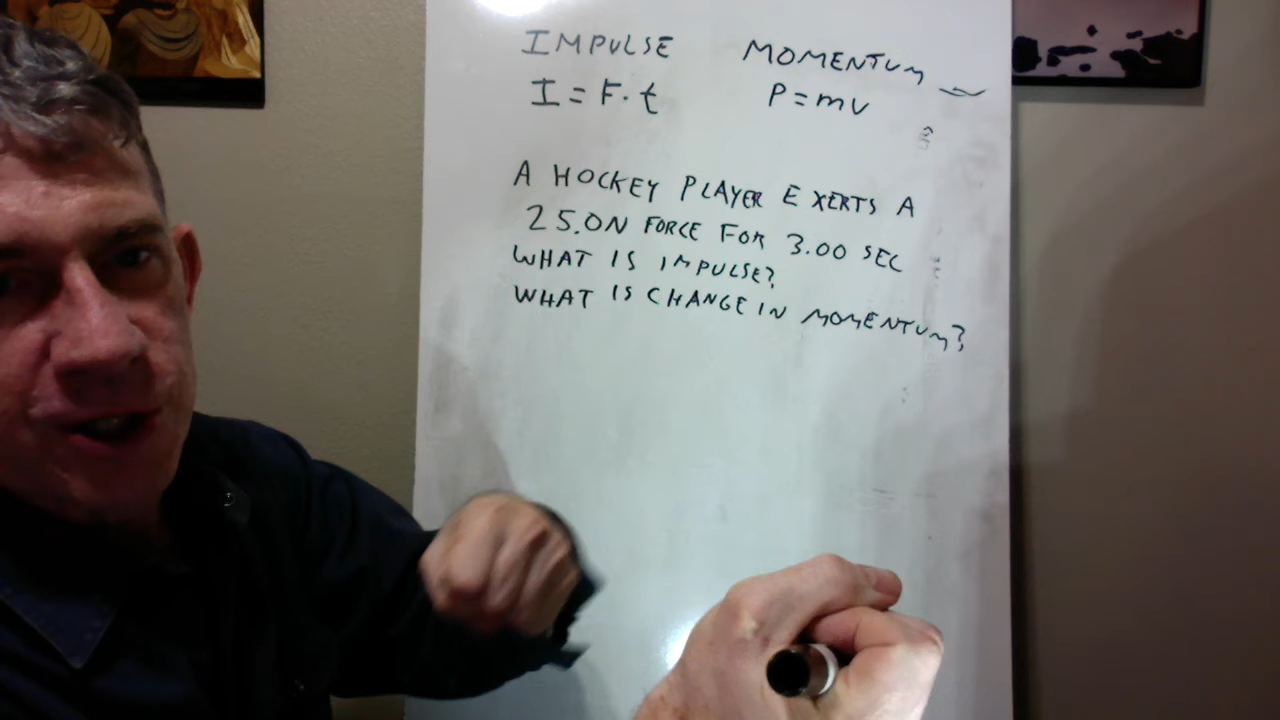 IMPULSE MOMENTUM
I = F · t P = mv
A HOCKEY PLAYER EXERTS A
25.0N FORCE FOR 3.00 SEC
WHAT IS IMPULSE?
WHAT IS CHANGE IN MOMENTUM?